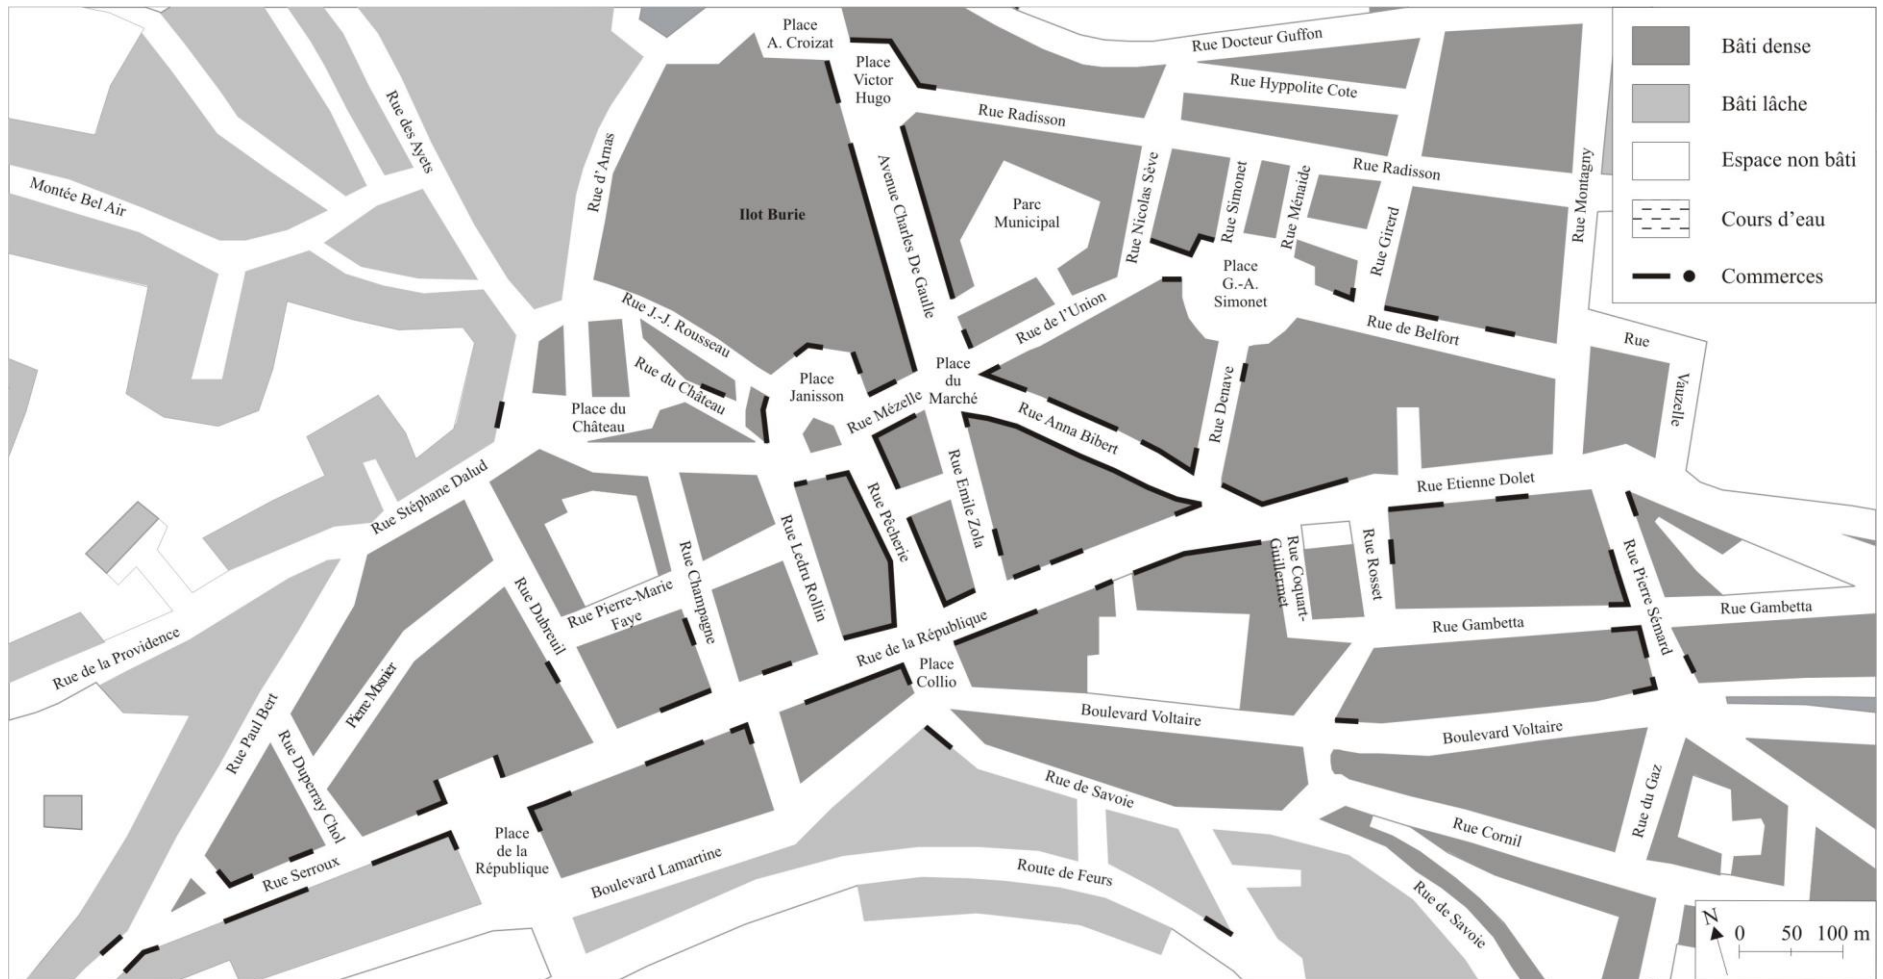 Place
A. Croizat
Place
Victor
Hugo
Rue Docteur Guffon
Rue Hyppolite Cote
Rue Radisson
Rue Radisson
Rue des Ayets
Rue d'Arnas
Montée Bel Air
Ilot Burie
Avenue Charles De Gaulle
Parc
Municipal
Rue Nicolas Sève
Rue Simonet
Rue Ménaide
Rue Girerd
Rue Montagny
Place
G.-A.
Simonet
Rue de l'Union
Rue de Belfort
Rue
Vauzelle
Rue J.-J. Rousseau
Rue du Château
Place du
Château
Place
Janisson
Rue Mézelle
Place
du
Marché
Rue Anna Bibert
Rue Denave
Rue Stéphane Dalud
Rue Pêcherie
Rue Emile Zola
Rue Etienne Dolet
Rue Dubreuil
Rue Pierre-Marie
Faye
Rue Champagne
Rue Ledru Rollin
Rue Coquart-
Guillermet
Rue Rosset
Rue Pierre Sémard
Rue Gambetta
Rue Gambetta
Rue de la Providence
Rue Paul Bert
Pierre Mosnier
Rue Duperray Chol
Rue de la République
Place
Collio
Boulevard Voltaire
Boulevard Voltaire
Rue de Savoie
Rue du Gaz
Rue Cornil
Rue Serroux
Place
de la
République
Boulevard Lamartine
Route de Feurs
Rue de Savoie
Bâti dense
Bâti lâche
Espace non bâti
Cours d'eau
Commerces
N
0 50 100 m